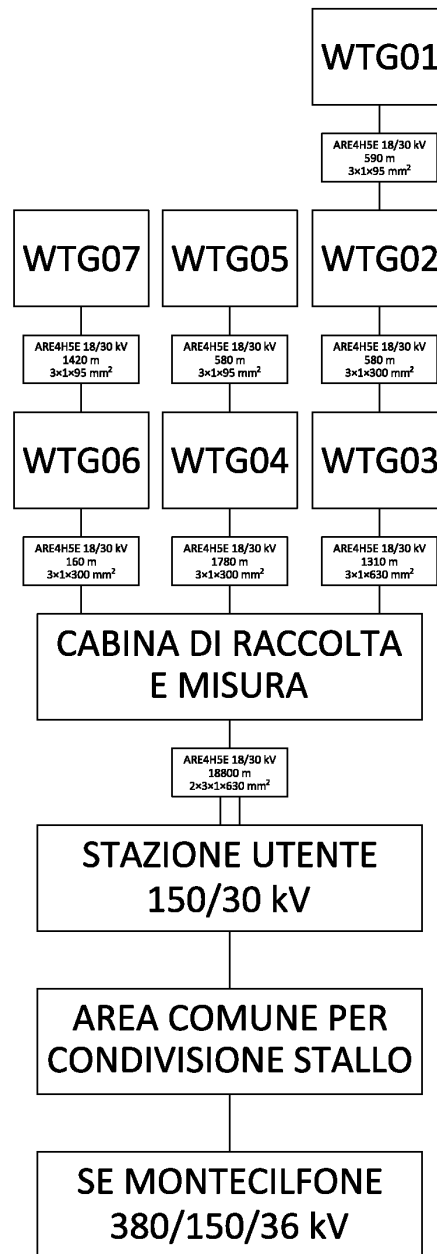 WTG01
ARE4H5E 18/30 kV
590 m
3×1×95 mm²
WTG07
WTG05
WTG02
ARE4H5E 18/30 kV
1420 m
3×1×95 mm²
ARE4H5E 18/30 kV
580 m
3×1×95 mm²
ARE4H5E 18/30 kV
580 m
3×1×300 mm²
WTG06
WTG04
WTG03
ARE4H5E 18/30 kV
160 m
3×1×300 mm²
ARE4H5E 18/30 kV
1780 m
3×1×300 mm²
ARE4H5E 18/30 kV
1310 m
3×1×630 mm²
CABINA DI RACCOLTA
E MISURA
ARE4H5E 18/30 kV
18800 m
2×3×1×630 mm²
STAZIONE UTENTE
150/30 kV
AREA COMUNE PER
CONDIVISIONE STALLO
SE MONTECILFONE
380/150/36 kV